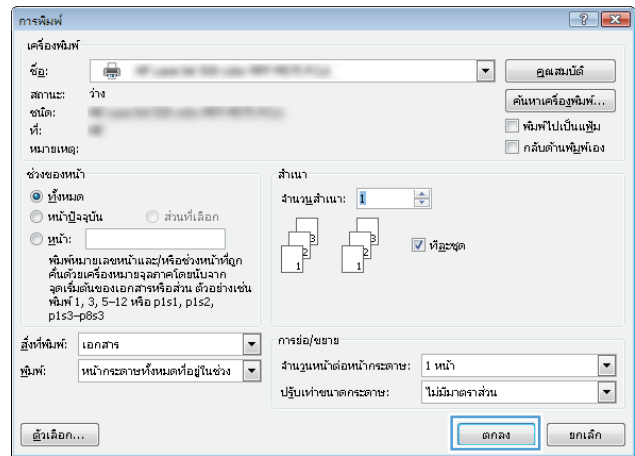 การพิมพ์
เครื่องพิมพ์
ชื่อ:
คุณสมบัติ
สถานะ: ว่าง
ค้นหาเครื่องพิมพ์...
ชนิด:
ที่:
พิมพ์ไปเป็นแฟ้ม
หมายเหตุ:
กลับด้านพิมพ์เอง
ช่วงของหน้า
ทั้งหมด
หน้าปัจจุบัน ส่วนที่เลือก
หน้า:
พิมพ์หมายเลขหน้าและ/หรือช่วงหน้าที่ถูก
คั่นด้วยเครื่องหมายจุลภาคโดยนับจาก
จุดเริ่มต้นของเอกสารหรือส่วน ตัวอย่างเช่น
พิมพ์ 1, 3, 5–12 หรือ p1s1, p1s2,
p1s3–p8s3
สำเนา
จำนวนสำเนา: 1
3 3
2 2
1 1
ทีละชุด
สิ่งที่พิมพ์: เอกสาร
พิมพ์: หน้ากระดาษทั้งหมดที่อยู่ในช่วง
การย่อ/ขยาย
จำนวนหน้าต่อหน้ากระดาษ: 1 หน้า
ปรับเท่าขนาดกระดาษ: ไม่มีมาตราส่วน
ตัวเลือก...
ตกลง
ยกเลิก